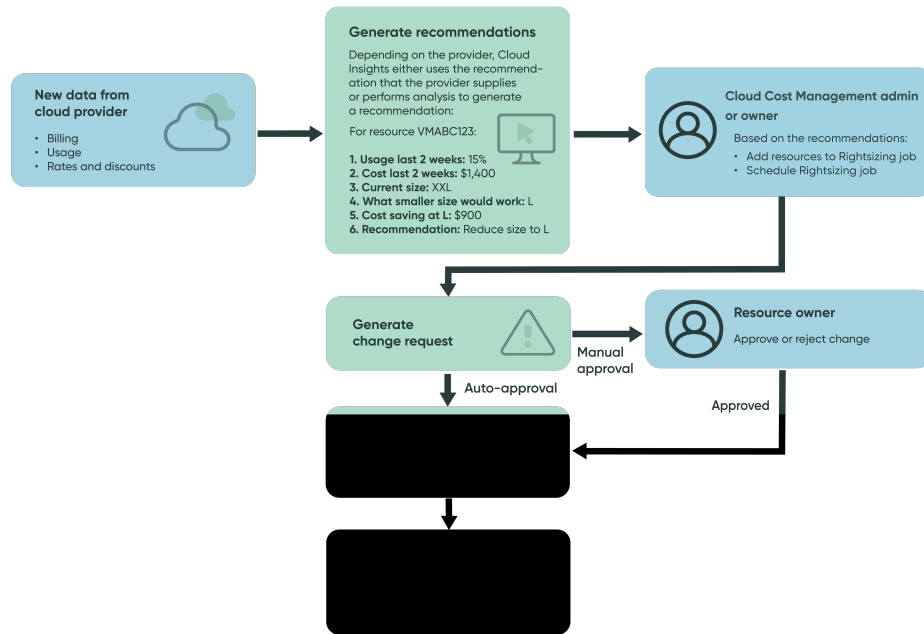 New data from
cloud provider
• Billing
• Usage
• Rates and discounts
Generate recommendations
Depending on the provider, Cloud
Insights either uses the recommend-
ation that the provider supplies
or performs analysis to generate
a recommendation:
For resource VMABC123:
1. Usage last 2 weeks: 15%
2. Cost last 2 weeks: $1,400
3. Current size: XXL
4. What smaller size would work: L
5. Cost saving at L: $900
6. Recommendation: Reduce size to L
Cloud Cost Management admin
or owner
Based on the recommendations:
• Add resources to Rightsizing job
• Schedule Rightsizing job
Generate
change request
Manual
approval
Resource owner
Approve or reject change
Auto-approval
Approved